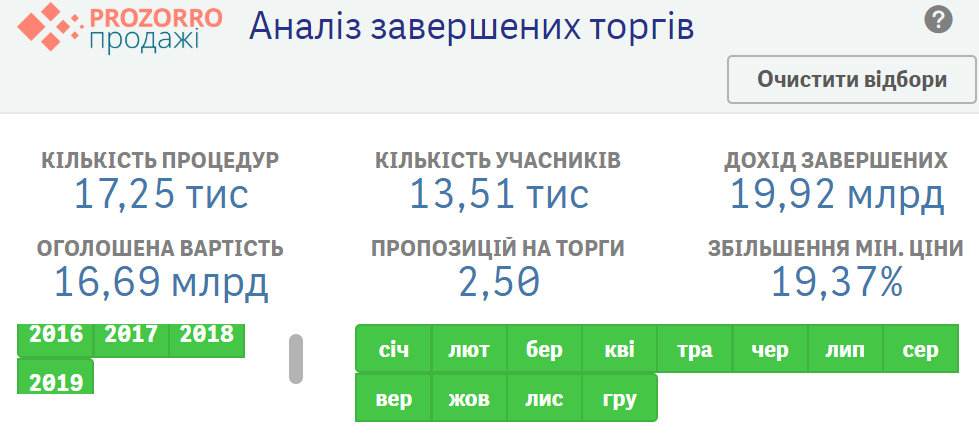 PROZORRO
продажі
Аналіз завершених торгів
?
Очистити відбори
КІЛЬКІСТЬ ПРОЦЕДУР КІЛЬКІСТЬ УЧАСНИКІВ ДОХІД ЗАВЕРШЕНИХ
17,25 тис 13,51 тис 19,92 млрд
ОГОЛОШЕНА ВАРТІСТЬ ПРОПОЗИЦІЙ НА ТОРГИ ЗБІЛЬШЕННЯ МІН. ЦІНИ
16,69 млрд 2,50 19,37%
2016 2017 2018
2019
січ лют бер кві тра чер лип сер
вер жов лис гру